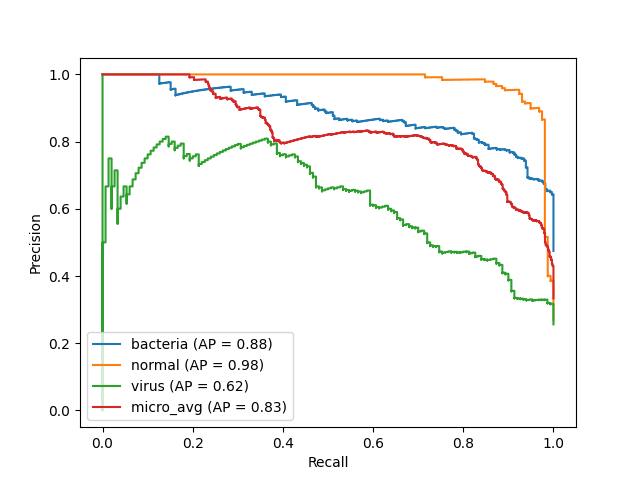 1.0
0.8
0.6
0.4
0.2
0.0
Precision
bacteria (AP = 0.88)
normal (AP = 0.98)
virus (AP = 0.62)
micro_avg (AP = 0.83)
0.0 0.2 0.4 0.6 0.8 1.0
Recall